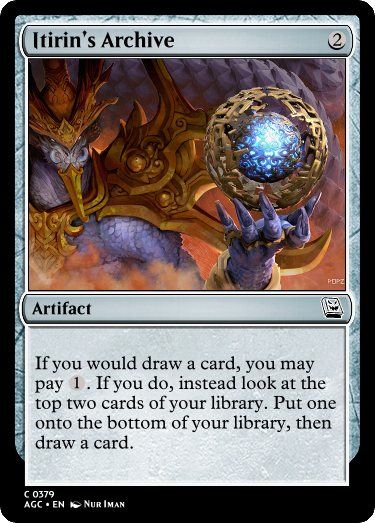 Itirin's Archive 2
PDPZ
Artifact
If you would draw a card, you may
pay 1. If you do, instead look at the
top two cards of your library. Put one
onto the bottom of your library, then
draw a card.
C 0379
AGC • EN Nur Iman